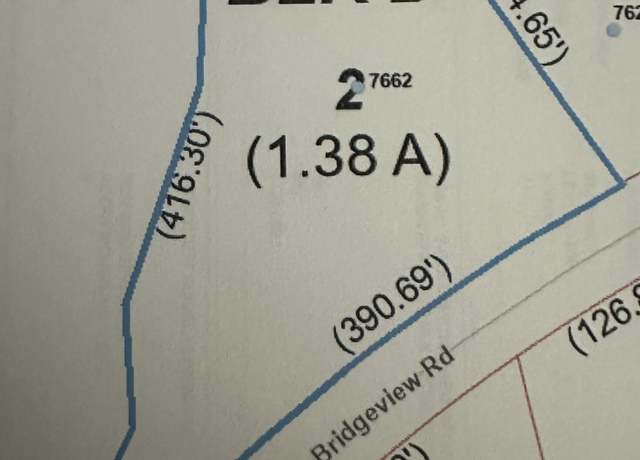 2 7662
(1.38 A)
(416.30')
(390.69')
Bridgeview Rd